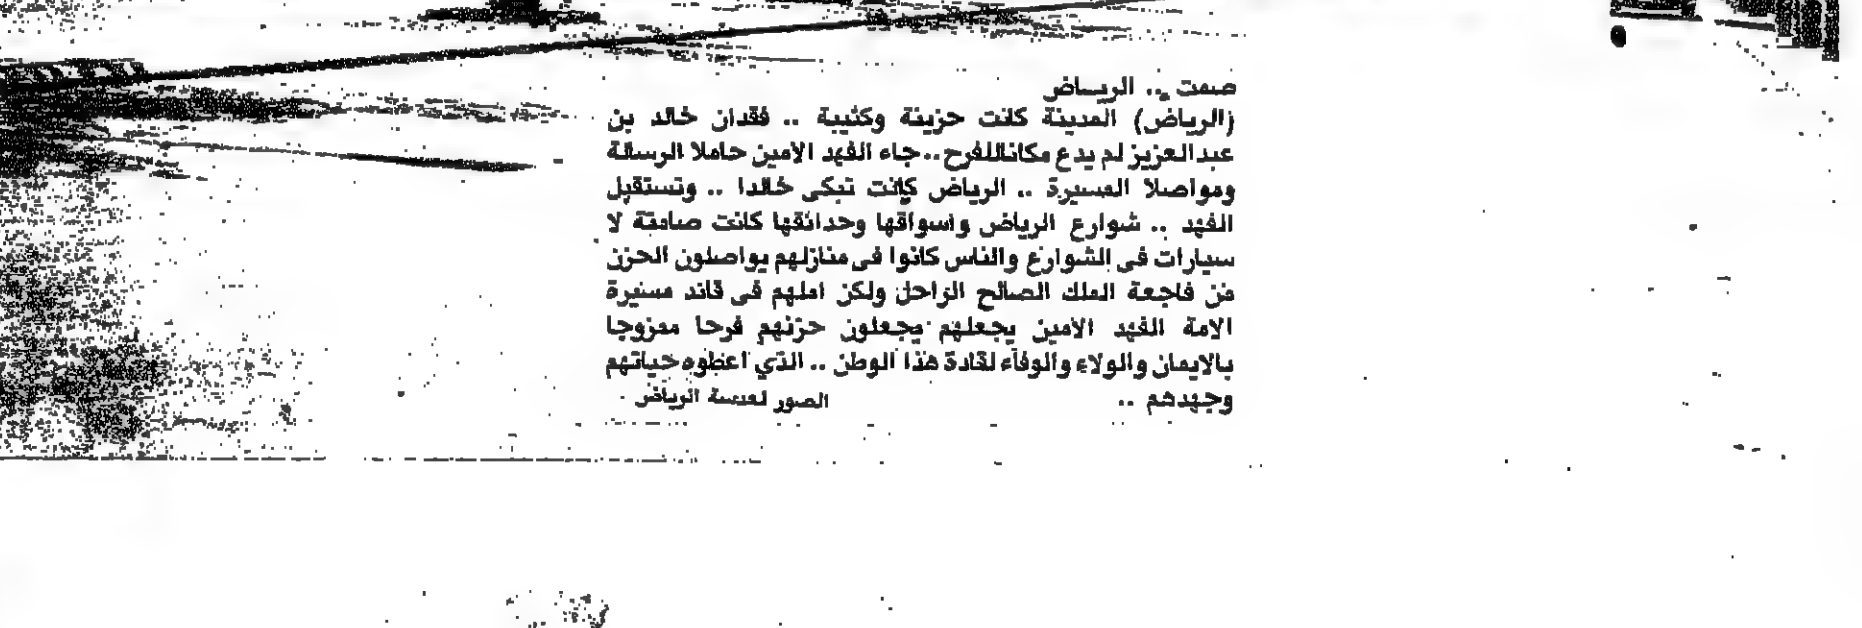 صمت .. الرياض
(الرياض) المدينة كانت حزينة وكئيبة .. فقدان خالد بن
عبدالعزيز لم يدع مكاناللفرح .. جاء الفهد الامين حاملا الرسالة
ومواصلا المسيرة .. الرياض كانت تبكى خالدا .. وتستقبل
الفهد .. شوارع الرياض واسواقها وحدائقها كانت صامتة لا
سيارات فى الشوارع والناس كانوا فى منازلهم يواصلون الحزن
من فاجعة الملك الصالح الراحل ولكن املهم فى قائد مسيرة
الامة الفهد الامين يجعلهم يجعلون حزنهم فرحا ممزوجا
بالايمان والولاء والوفاء لقادة هذا الوطن .. الذي اعطوه حياتهم
وجهدهم ..
الصور لعدسة الرياض